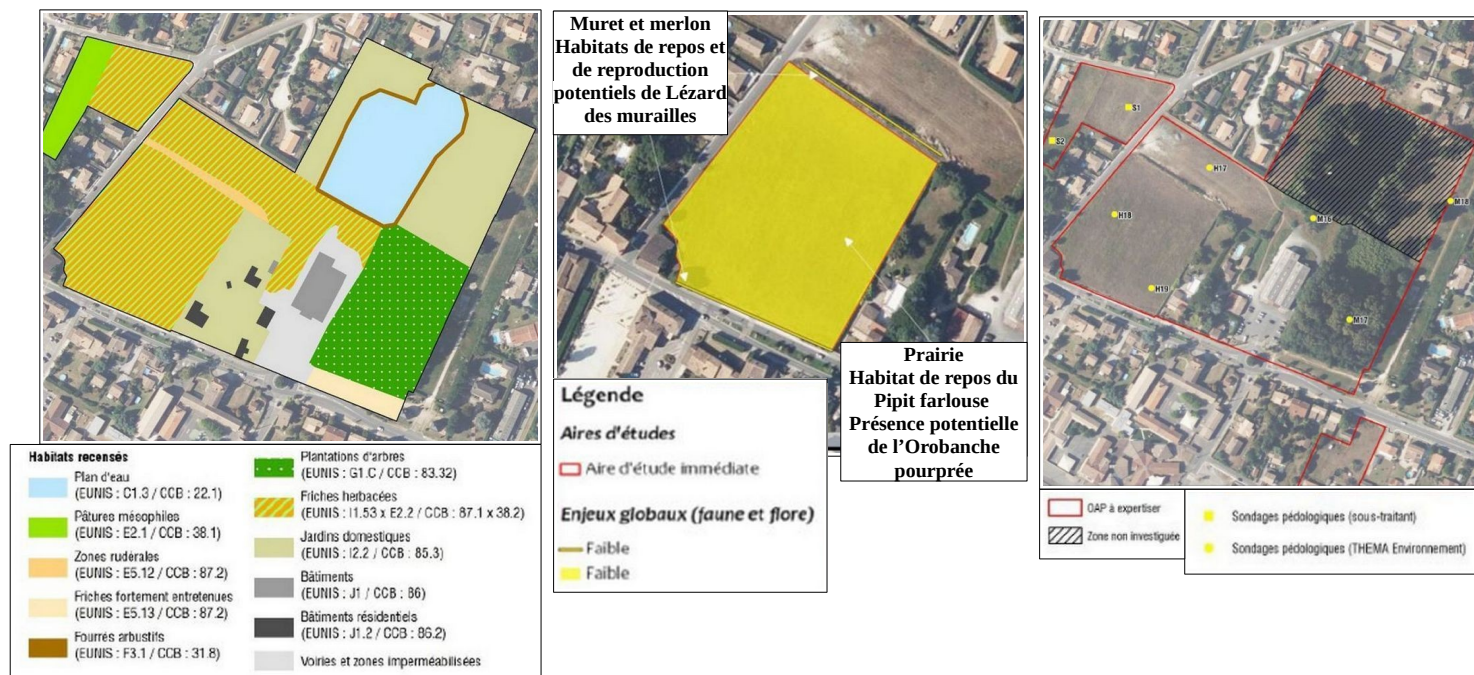 Habitats recensés
Plan d'eau
(EUNIS : C1.3 / CCB : 22.1)
Pâtures mésophiles
(EUNIS : E2.1 / CCB : 38.1)
Zones rudérales
(EUNIS : E5.12 / CCB : 87.2)
Friches fortement entretenues
(EUNIS : E5.13 / CCB : 87.2)
Fourrés arbustifs
(EUNIS : F3.1 / CCB : 31.8)
Plantations d'arbres
(EUNIS : G1.C / CCB : 83.32)
Friches herbacées
(EUNIS : I1.53 x E2.2 / CCB : 87.1 x 38.2)
Jardins domestiques
(EUNIS : I2.2 / CCB : 85.3)
Bâtiments
(EUNIS : J1 / CCB : 86)
Bâtiments résidentiels
(EUNIS : J1.2 / CCB : 86.2)
Voiries et zones imperméabilisées
Muret et merlon
Habitats de repos et
de reproduction
potentiels de Lézard
des murailles
Prairie
Habitat de repos du
Pipit farlouse
Présence potentielle
de l'Orobanche
pourprée
Légende
Aires d'études
Aire d'étude immédiate
Enjeux globaux (faune et flore)
Faible
Faible
S1
S2
H17
H18
M16
M18
H19
M17
OAP à expertiser
Zone non investiguée
Sondages pédologiques (sous-traitant)
Sondages pédologiques (THEMA Environnement)